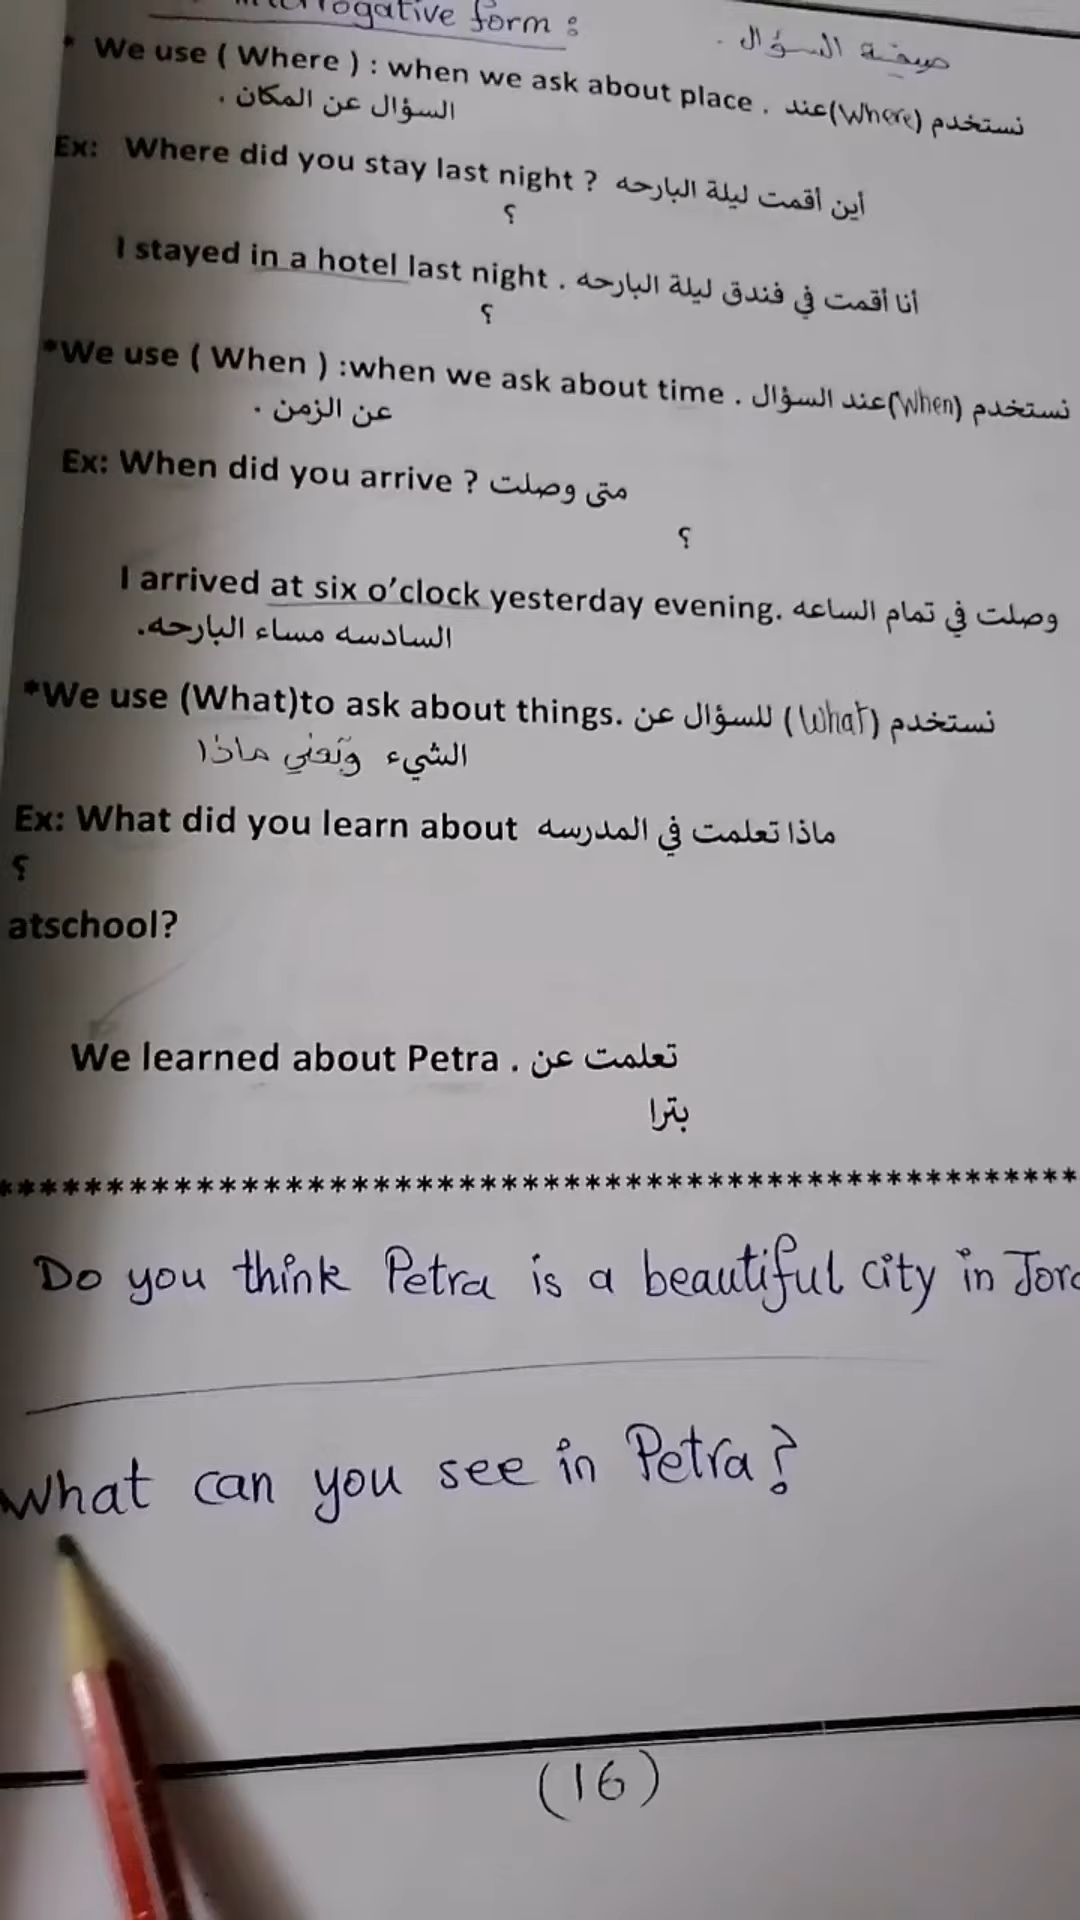 form : صيغة السؤال .
* We use ( Where ) : when we ask about place . نستخدم (Where) عند
السؤال عن المكان .
Ex: Where did you stay last night ? أين أقمت ليلة البارحه
؟
I stayed in a hotel last night . أنا أقمت في فندق ليلة البارحه
؟
*We use ( When ) :when we ask about time . نستخدم (When) عند السؤال
عن الزمن .
Ex: When did you arrive ? متى وصلت
؟
I arrived at six o’clock yesterday evening. وصلت في تمام الساعه
السادسه مساء البارحه.
*We use (What)to ask about things. نستخدم (What) للسؤال عن
الشيء وتعني ماذا
Ex: What did you learn about ماذا تعلمت في المدرسه
؟
atschool?
We learned about Petra . تعلمت عن
بترا
************************************************
Do you think Petra is a beautiful city in
What can you see in Petra?
(16)